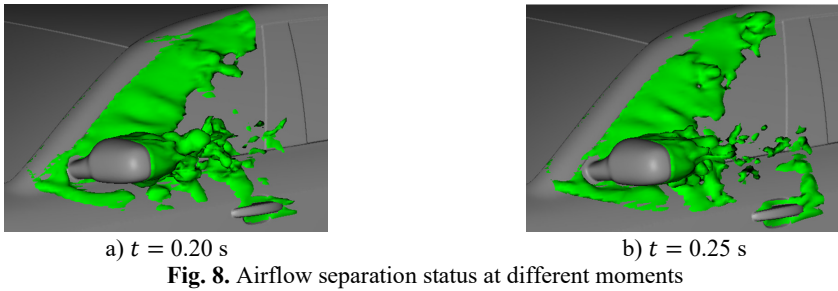 a) t = 0.20 s
b) t = 0.25 s
Fig. 8. Airflow separation status at different moments